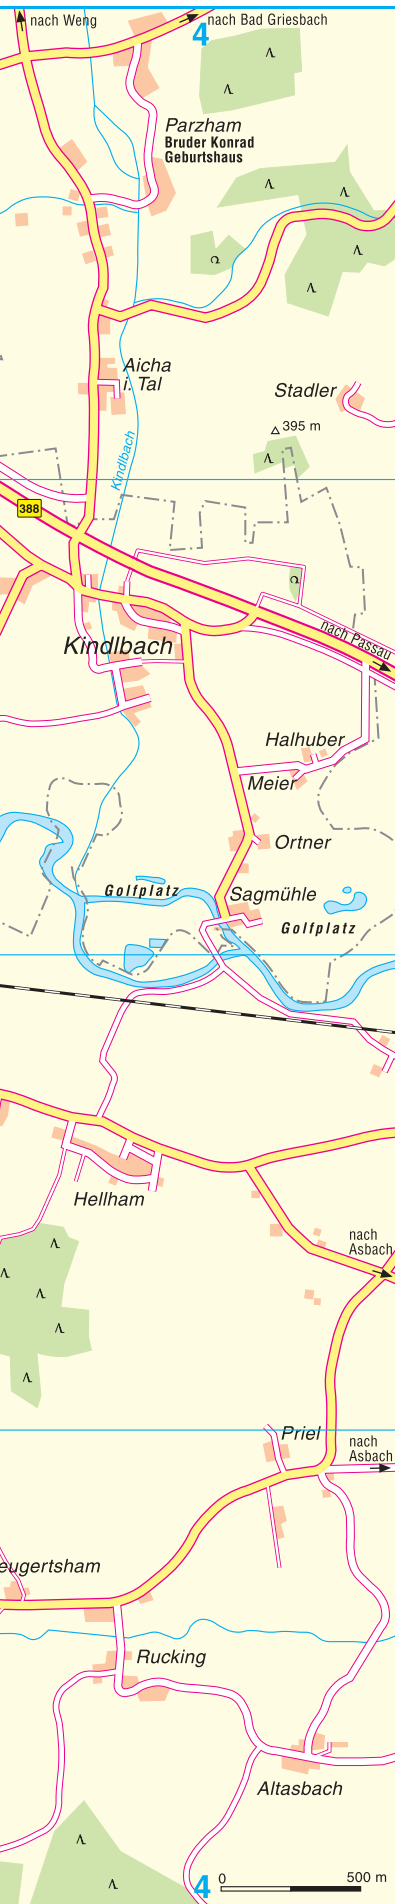 nach Weng
4
nach Bad Griesbach
Parzham
Bruder Konrad
Geburtshaus
Aicha
i. Tal
Stadler
395 m
Kindlbach
388
nach Passau
Kindlbach
Halhuber
Meier
Ortner
Golfplatz
Sagmühle
Golfplatz
Hellham
nach
Asbach
Priel
nach
Asbach
eugertsham
Rucking
Altasbach
4
0
500 m